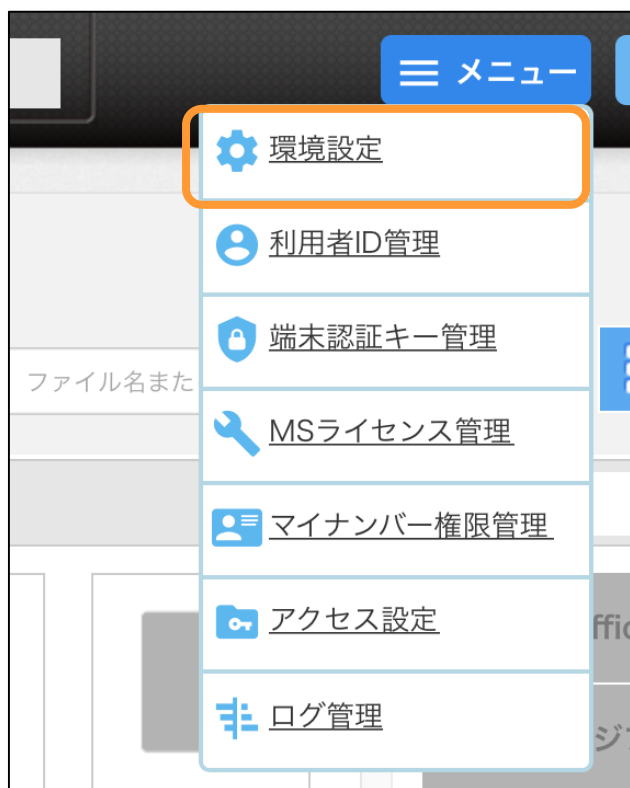 メニュー
環境設定
利用者ID管理
端末認証キー管理
ファイル名また
MSライセンス管理
マイナンバー権限管理
アクセス設定
ログ管理